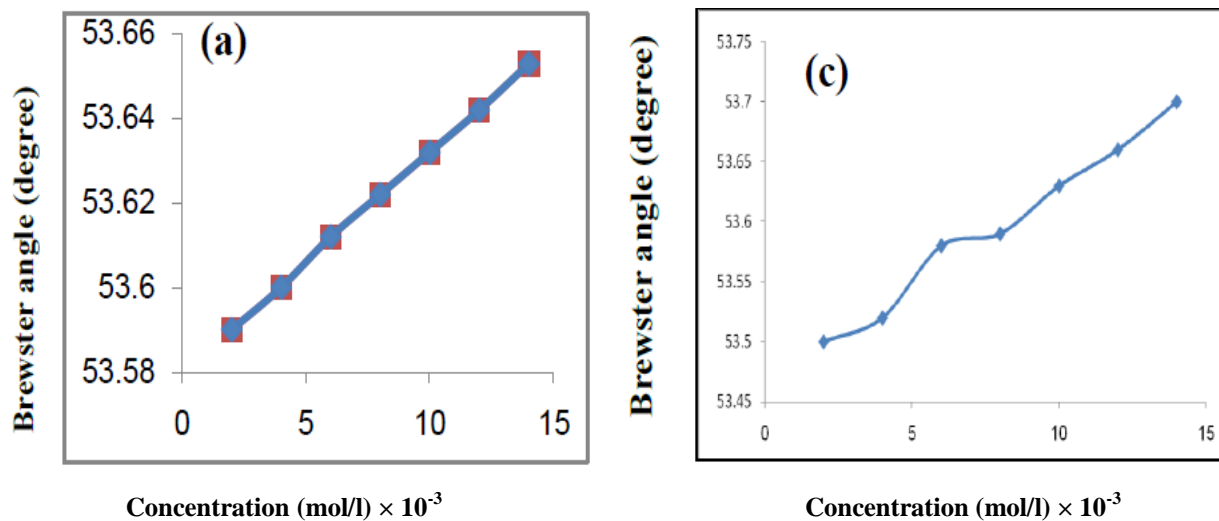 (a)
Brewster angle (degree)
53.66
53.64
53.62
53.6
53.58
0 5 10 15
Concentration (mol/l) × 10-3
(c)
Brewster angle (degree)
53.75
53.7
53.65
53.6
53.55
53.5
53.45
0 5 10 15
Concentration (mol/l) × 10-3